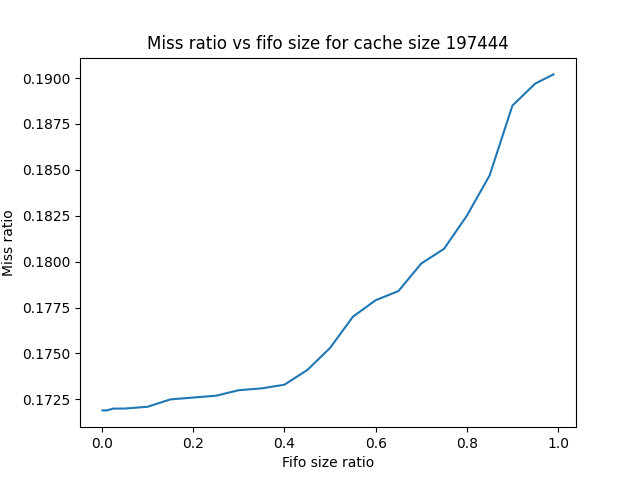 Miss ratio vs fifo size for cache size 197444
Miss ratio
0.1900
0.1875
0.1850
0.1825
0.1800
0.1775
0.1750
0.1725
0.0 0.2 0.4 0.6 0.8 1.0
Fifo size ratio